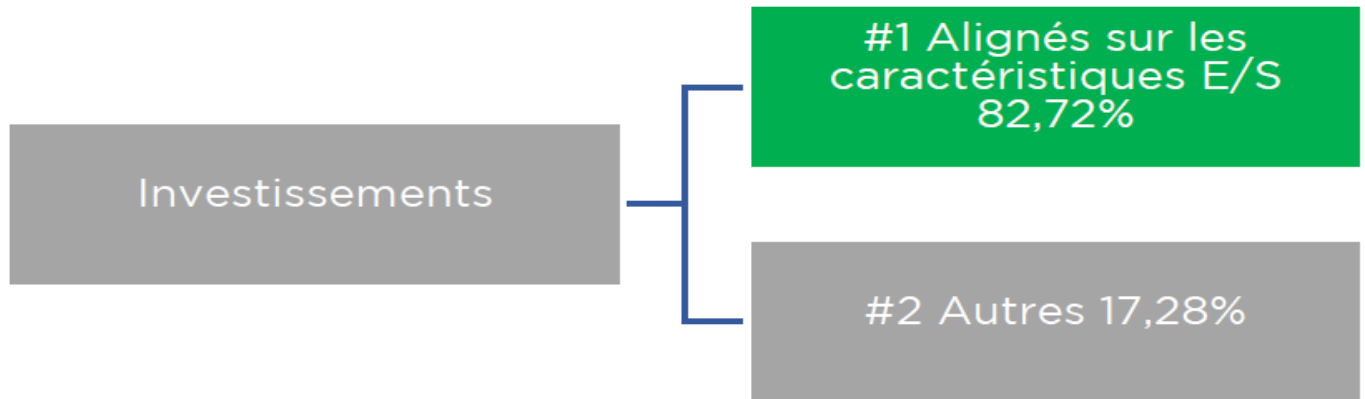 #1 Alignés sur les
caractéristiques E/S
82,72%
Investissements
#2 Autres 17,28%